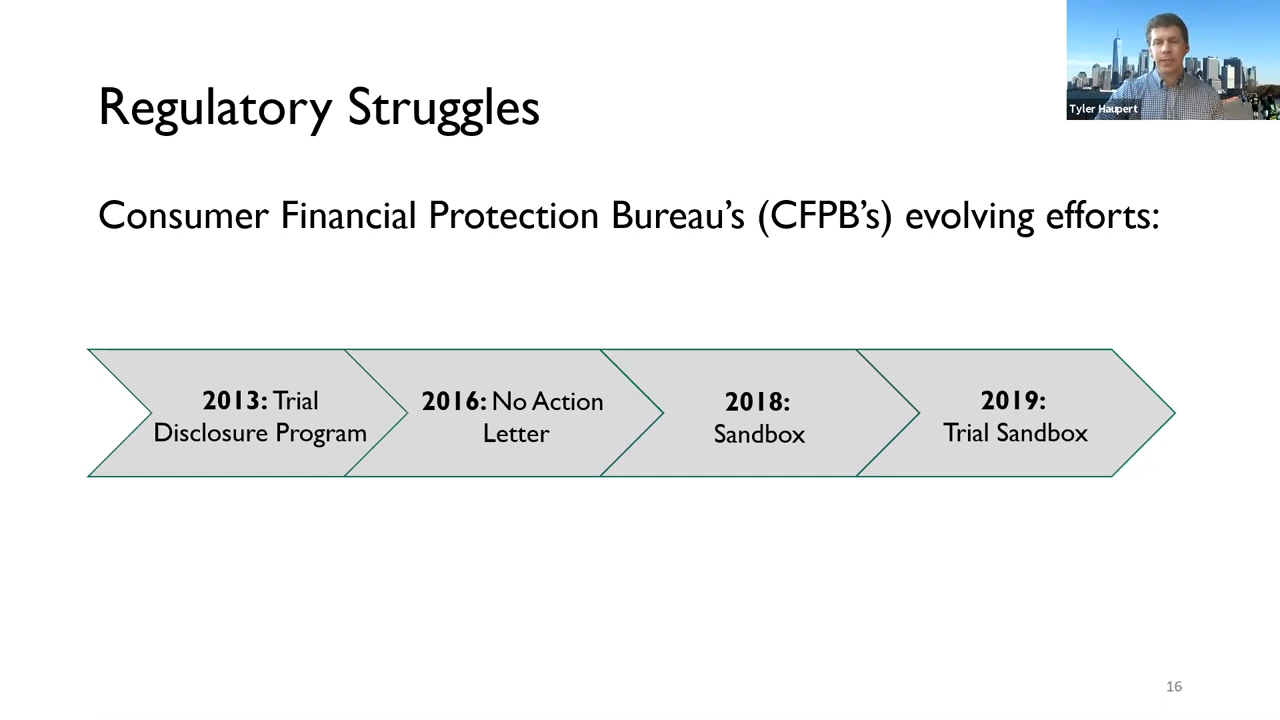 Tyler Haupert
Regulatory Struggles
Consumer Financial Protection Bureau’s (CFPB’s) evolving efforts:
2013: Trial
Disclosure Program
2016: No Action
Letter
2018:
Sandbox
2019:
Trial Sandbox
16